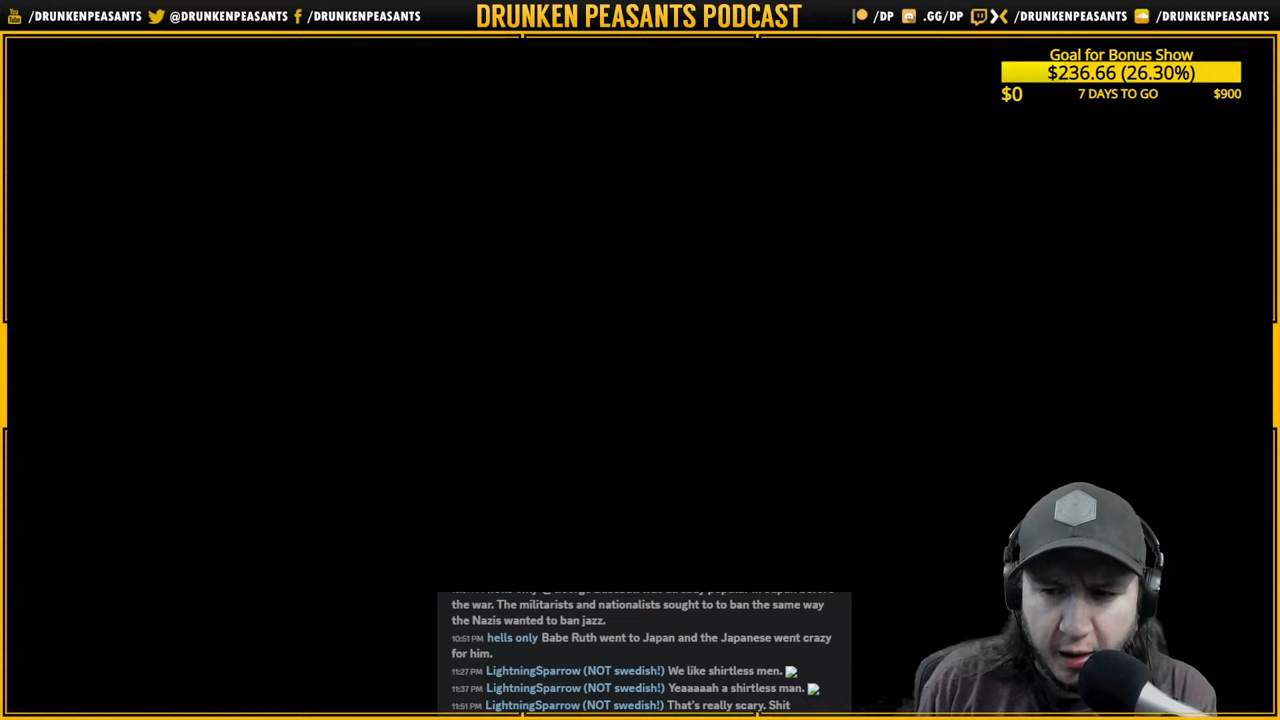 /DRUNKENPEASANTS @DRUNKENPEASANTS /DRUNKENPEASANTS DRUNKEN PEASANTS PODCAST /DP .GG/DP /DRUNKENPEASANTS /DRUNKENPEASANTS
Goal for Bonus Show
$236.66 (26.30%)
$0 7 DAYS TO GO $900
the war. The militarists and nationalists sought to to ban the same way
the Nazis wanted to ban jazz.
10:51 PM hells only Babe Ruth went to Japan and the Japanese went crazy
for him.
11:27 PM LightningSparrow (NOT swedish!) We like shirtless men.
11:37 PM LightningSparrow (NOT swedish!) Yeaaaaah a shirtless man.
11:51 PM LightningSparrow (NOT swedish!) That's really scary. Shit